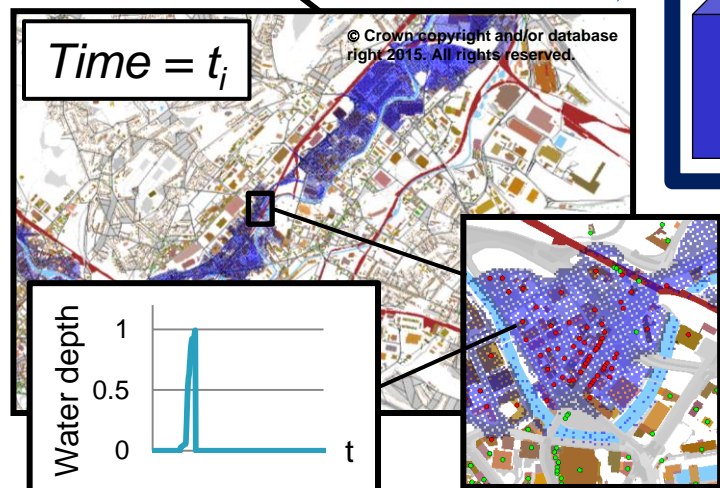 Time = tᵢ
© Crown copyright and/or database
right 2015. All rights reserved.
Water depth
1
0.5
0
t